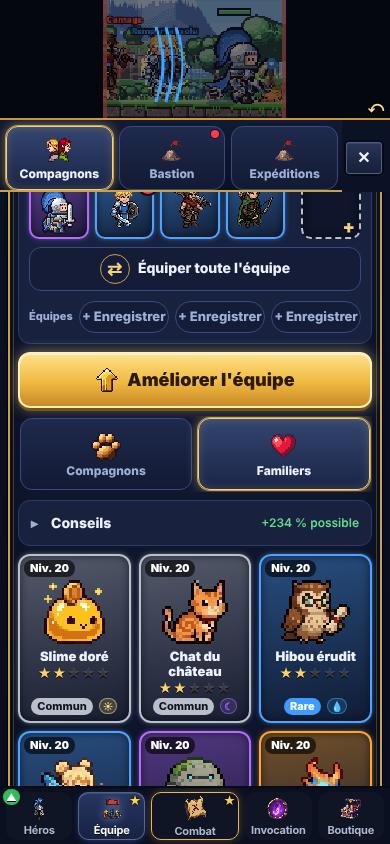 Carnage
Compagnons
Bastion
Expéditions
Équiper toute l'équipe
Équipes
+ Enregistrer
+ Enregistrer
+ Enregistrer
Améliorer l'équipe
Compagnons
Familiers
Conseils
+234 % possible
Niv. 20
Niv. 20
Niv. 20
Slime doré
Chat du
château
Hibou érudit
Commun
Commun
Rare
Niv. 20
Niv. 20
Niv. 20
Héros
Équipe
Combat
Invocation
Boutique